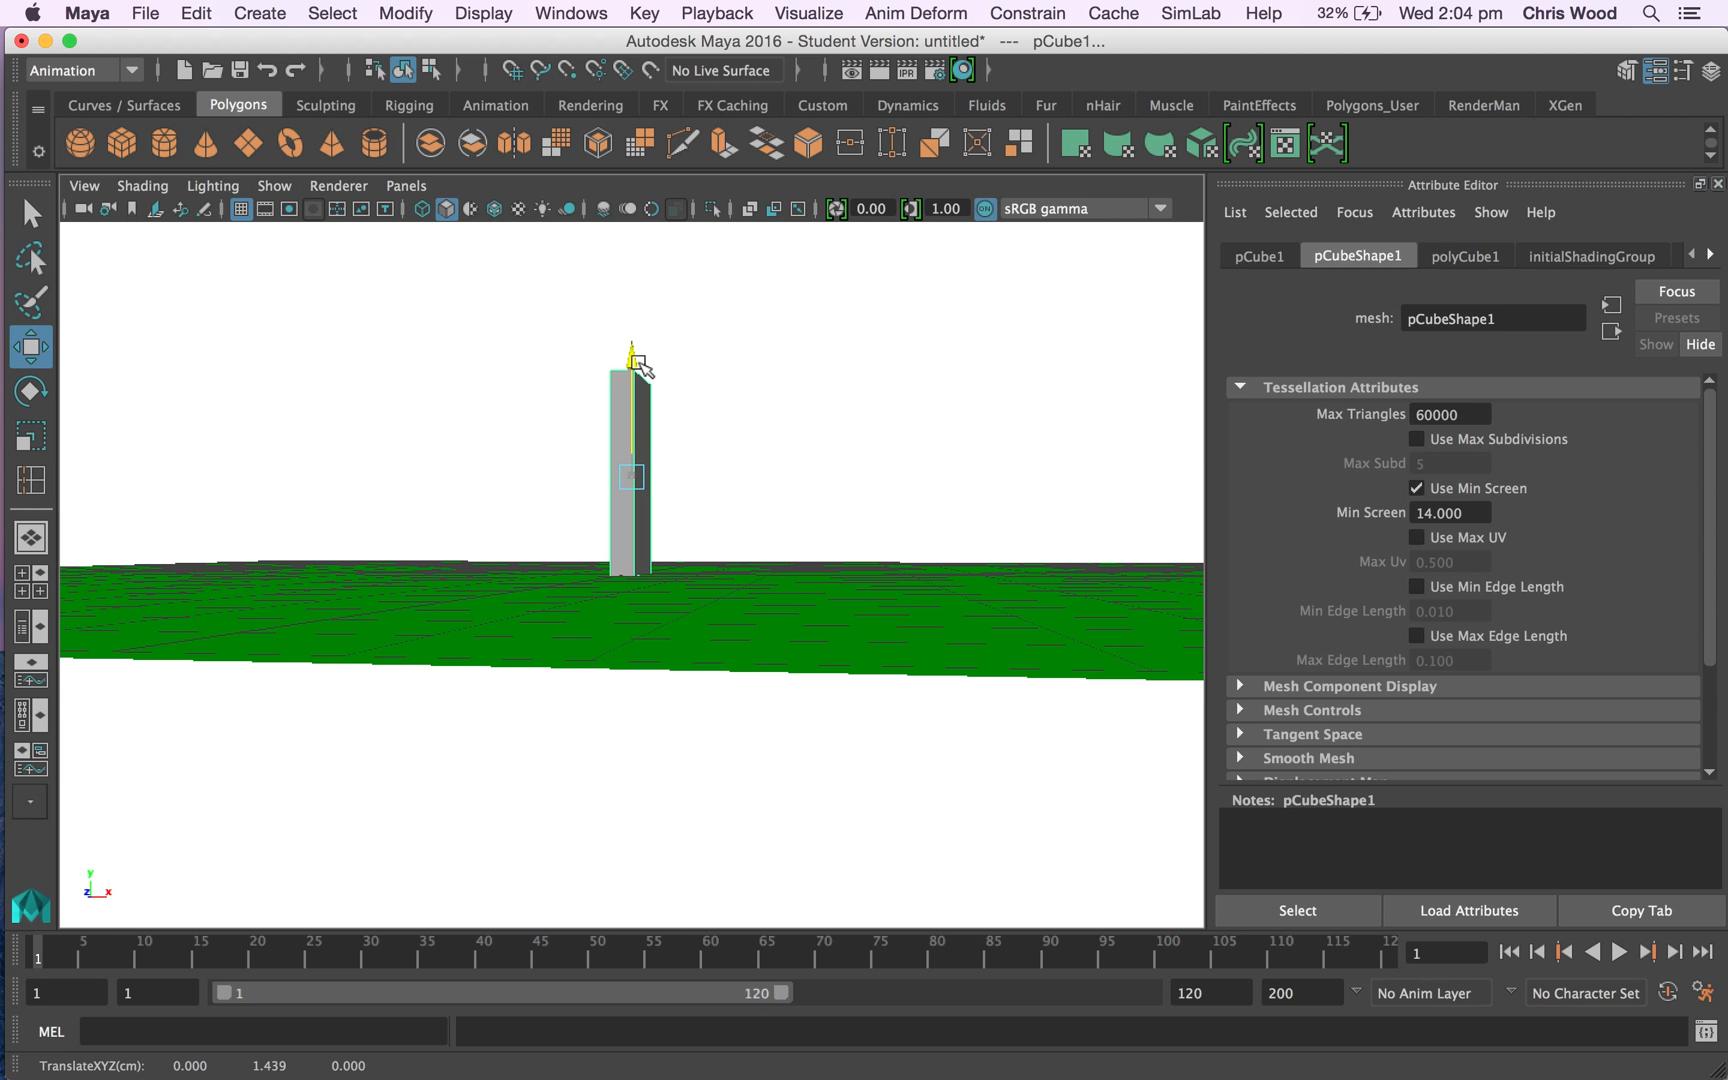 Maya File Edit Create Select Modify Display Windows Key Playback Visualize Anim Deform Constrain Cache SimLab Help 32% Wed 2:04 pm Chris Wood
Autodesk Maya 2016 - Student Version: untitled* --- pCube1...
Animation No Live Surface IPR
Curves / Surfaces Polygons Sculpting Rigging Animation Rendering FX FX Caching Custom Dynamics Fluids Fur nHair Muscle PaintEffects Polygons_User RenderMan XGen
View Shading Lighting Show Renderer Panels
0.00 1.00 ON sRGB gamma
Attribute Editor
List Selected Focus Attributes Show Help
pCube1 pCubeShape1 polyCube1 initialShadingGroup
Focus
mesh: pCubeShape1
Presets
Show Hide
Tessellation Attributes
Max Triangles 60000
Use Max Subdivisions
Max Subd 5
Use Min Screen
Min Screen 14.000
Use Max UV
Max Uv 0.500
Use Min Edge Length
Min Edge Length 0.010
Use Max Edge Length
Max Edge Length 0.100
Mesh Component Display
Mesh Controls
Tangent Space
Smooth Mesh
Notes: pCubeShape1
Select Load Attributes Copy Tab
y
z x
5 10 15 20 25 30 35 40 45 50 55 60 65 70 75 80 85 90 95 100 105 110 115 12
1 1
1 1 1 120 120 200 No Anim Layer No Character Set
MEL
TranslateXYZ(cm): 0.000 1.439 0.000